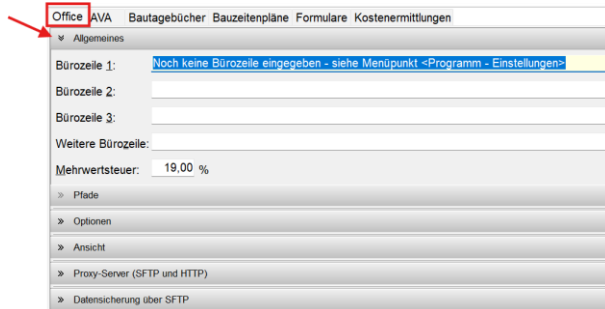 Office AVA Bautagebücher Bauzeitenpläne Formulare Kostenermittlungen
Allgemeines
Bürozeile 1: Noch keine Bürozeile eingegeben - siehe Menüpunkt <Programm - Einstellungen>
Bürozeile 2:
Bürozeile 3:
Weitere Bürozeile:
Mehrwertsteuer: 19,00 %
Pfade
Optionen
Ansicht
Proxy-Server (SFTP und HTTP)
Datensicherung über SFTP